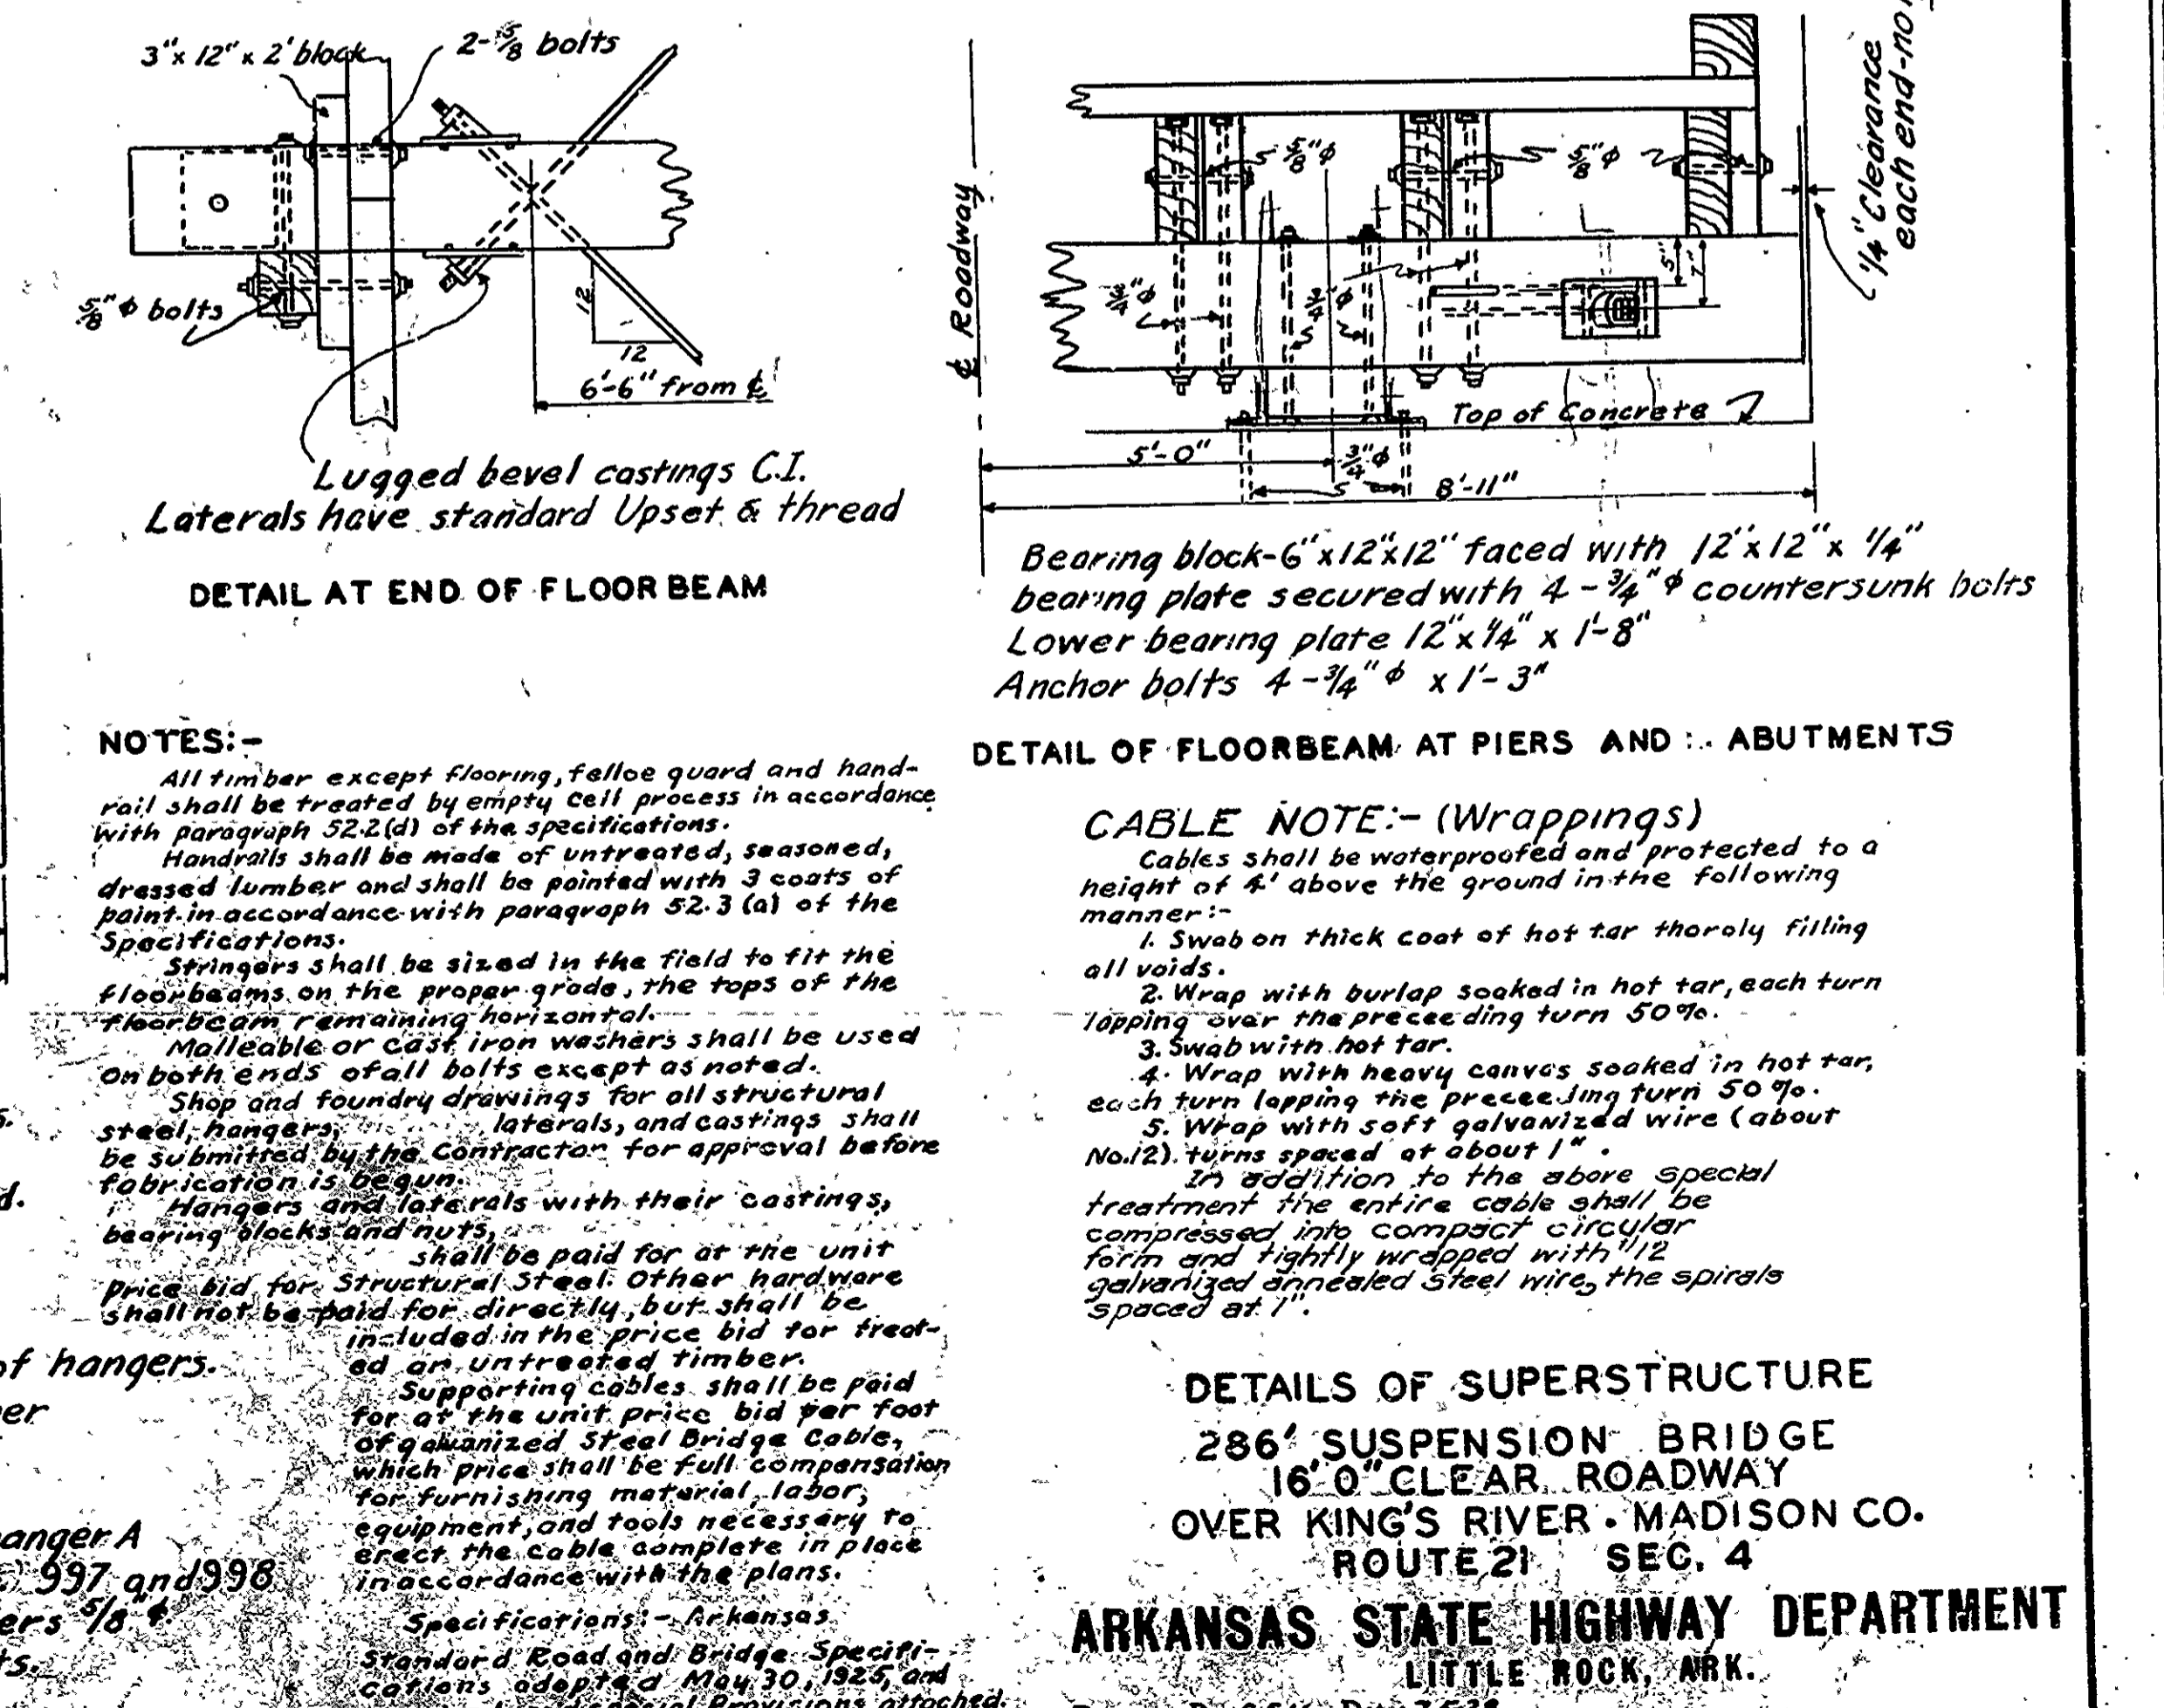 3"x 12" x 2' block
2-5/8 bolts
5/8" ϕ bolts
12
12
6'-6" from ℄
Lugged bevel castings C.I.
Laterals have standard Upset & thread
DETAIL AT END OF FLOOR BEAM
℄ Roadway
5/8" ϕ
5/8" ϕ
3/4" ϕ
3/4" ϕ
5"
7"
1/4" Clearance
each end-
Top of Concrete
5'-0"
3/4" ϕ
8'-11"
Bearing block-6"x12"x12" faced with 12"x12"x 1/4"
bearing plate secured with 4-3/4" ϕ countersunk bolts
Lower bearing plate 12"x1/4" x 1'-8"
Anchor bolts 4-3/4" ϕ x 1'-3"
DETAIL OF FLOORBEAM AT PIERS AND ABUTMENTS
NOTES:-
All timber except flooring, felloe guard and hand-
rail shall be treated by empty cell process in accordance
with paragraph 52.2(d) of the specifications.
Handrails shall be made of untreated, seasoned,
dressed lumber and shall be painted with 3 coats of
paint in accordance with paragraph 52.3 (a) of the
Specifications.
Stringers shall be sized in the field to fit the
floorbeams on the proper grade, the tops of the
floorbeam remaining horizontal.
Malleable or cast iron washers shall be used
on both ends of all bolts except as noted.
Shop and foundry drawings for all structural
steel, hangers, laterals, and castings shall
be submitted by the Contractor for approval before
fabrication is begun.
Hangers and laterals with their castings,
bearing blocks and nuts,
shall be paid for at the unit
price bid for Structural Steel. Other hardware
shall not be paid for directly, but shall be
included in the price bid for treat-
ed or untreated timber.
Supporting cables shall be paid
for at the unit price bid per foot
of galvanized Steel Bridge Cable,
which price shall be full compensation
for furnishing material, labor,
equipment, and tools necessary to
erect the cable complete in place
in accordance with the plans.
Specifications:- Arkansas
Standard Road and Bridge Specifi-
cations adopted May 30, 1925, and
Provisions attached.
of hangers.
anger A
997 and 998
5/8" ϕ
CABLE NOTE:- (Wrappings)
Cables shall be waterproofed and protected to a
height of 4' above the ground in the following
manner:-
1. Swab on thick coat of hot tar thoroly filling
all voids.
2. Wrap with burlap soaked in hot tar, each turn
lapping over the preceeding turn 50%.
3. Swab with hot tar.
4. Wrap with heavy canvas soaked in hot tar,
each turn lapping the preceeding turn 50%.
5. Wrap with soft galvanized wire (about
No.12). turns spaced at about 1".
In addition to the above special
treatment the entire cable shall be
compressed into compact circular
form and tightly wrapped with #12
galvanized annealed steel wire, the spirals
spaced at 1".
DETAILS OF SUPERSTRUCTURE
286' SUSPENSION BRIDGE
16'0" CLEAR ROADWAY
OVER KING'S RIVER. MADISON CO.
ROUTE 21 SEC. 4
ARKANSAS STATE HIGHWAY DEPARTMENT
LITTLE ROCK, ARK.